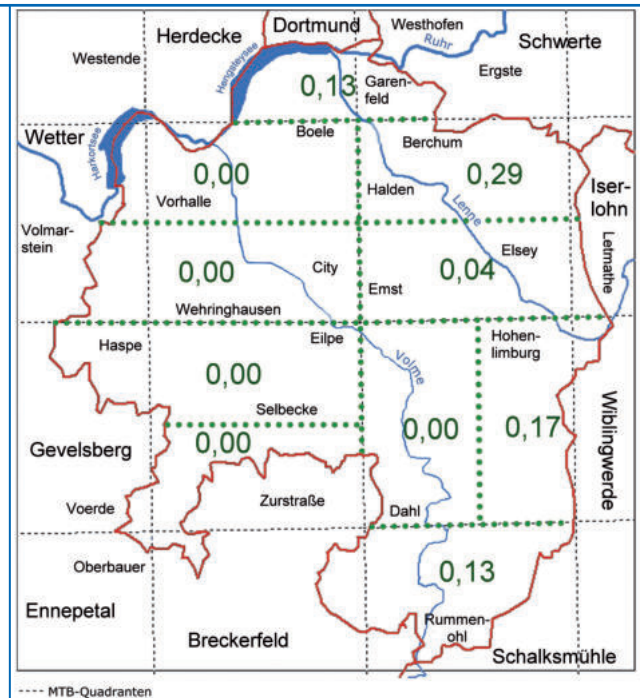 Herdecke
Dortmund
Westhofen
Schwerte
Westende
Hengsteysee
Ruhr
Ergste
0,13
Garen-
feld
Wetter
Harkortsee
Boele
Berchum
0,00
0,29
Iser-
lohn
Vorhalle
Halden
Lenne
Volmar-
stein
Elsey
Letmathe
0,00
City
0,04
Emst
Wehringhausen
Haspe
Eilpe
Hohen-
limburg
Volme
0,00
Selbecke
0,00
0,17
Wiblingwerde
Gevelsberg
0,00
Zurstraße
Voerde
Dahl
Oberbauer
0,13
Ennepetal
Rummen-
ohl
Breckerfeld
Schalksmühle
MTB-Quadranten